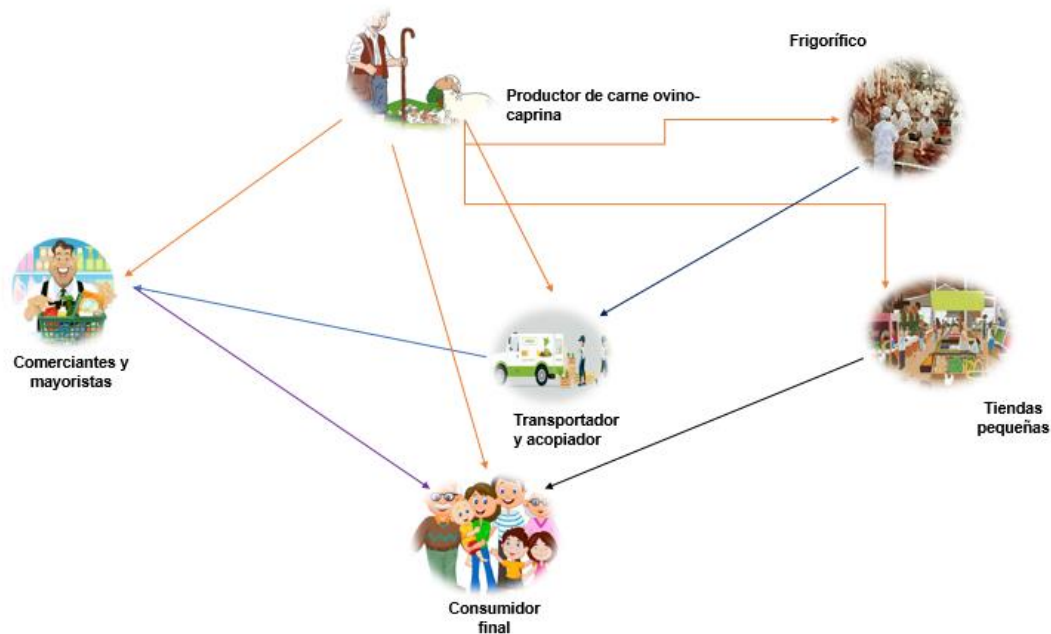 Frigorífico
Productor de carne ovino-
caprina
Comerciantes y
mayoristas
Transportador
y acopiador
Tiendas
pequeñas
Consumidor
final